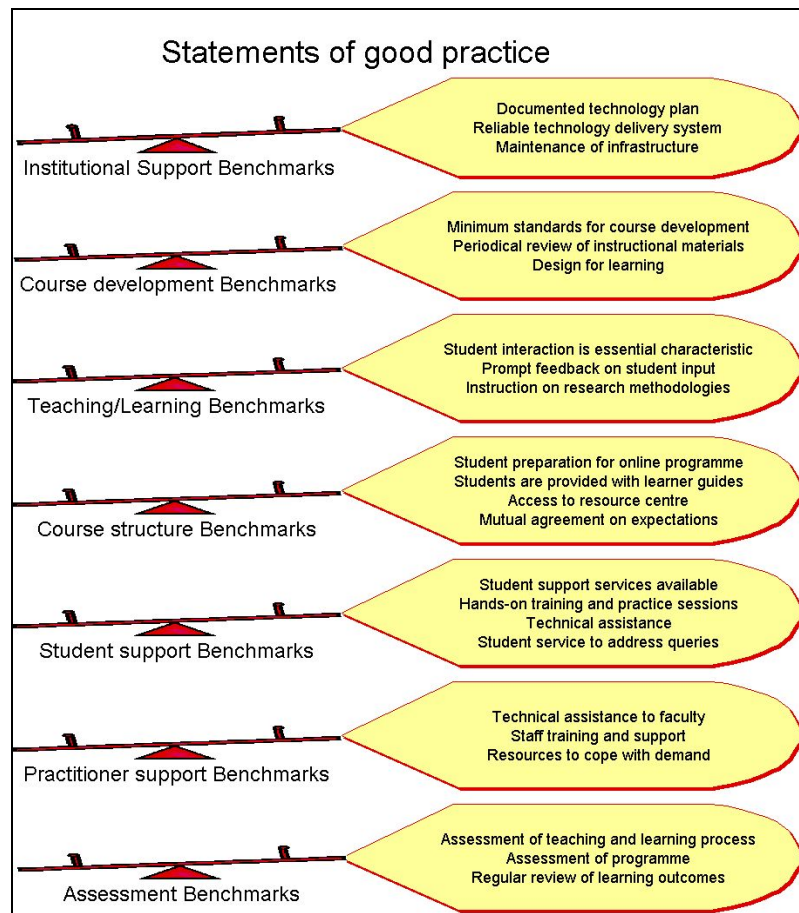 Statements of good practice
Documented technology plan
Reliable technology delivery system
Maintenance of infrastructure
Institutional Support Benchmarks
Minimum standards for course development
Periodical review of instructional materials
Design for learning
Course development Benchmarks
Student interaction is essential characteristic
Prompt feedback on student input
Instruction on research methodologies
Teaching/Learning Benchmarks
Student preparation for online programme
Students are provided with learner guides
Access to resource centre
Mutual agreement on expectations
Course structure Benchmarks
Student support services available
Hands-on training and practice sessions
Technical assistance
Student service to address queries
Student support Benchmarks
Technical assistance to faculty
Staff training and support
Resources to cope with demand
Practitioner support Benchmarks
Assessment of teaching and learning process
Assessment of programme
Regular review of learning outcomes
Assessment Benchmarks